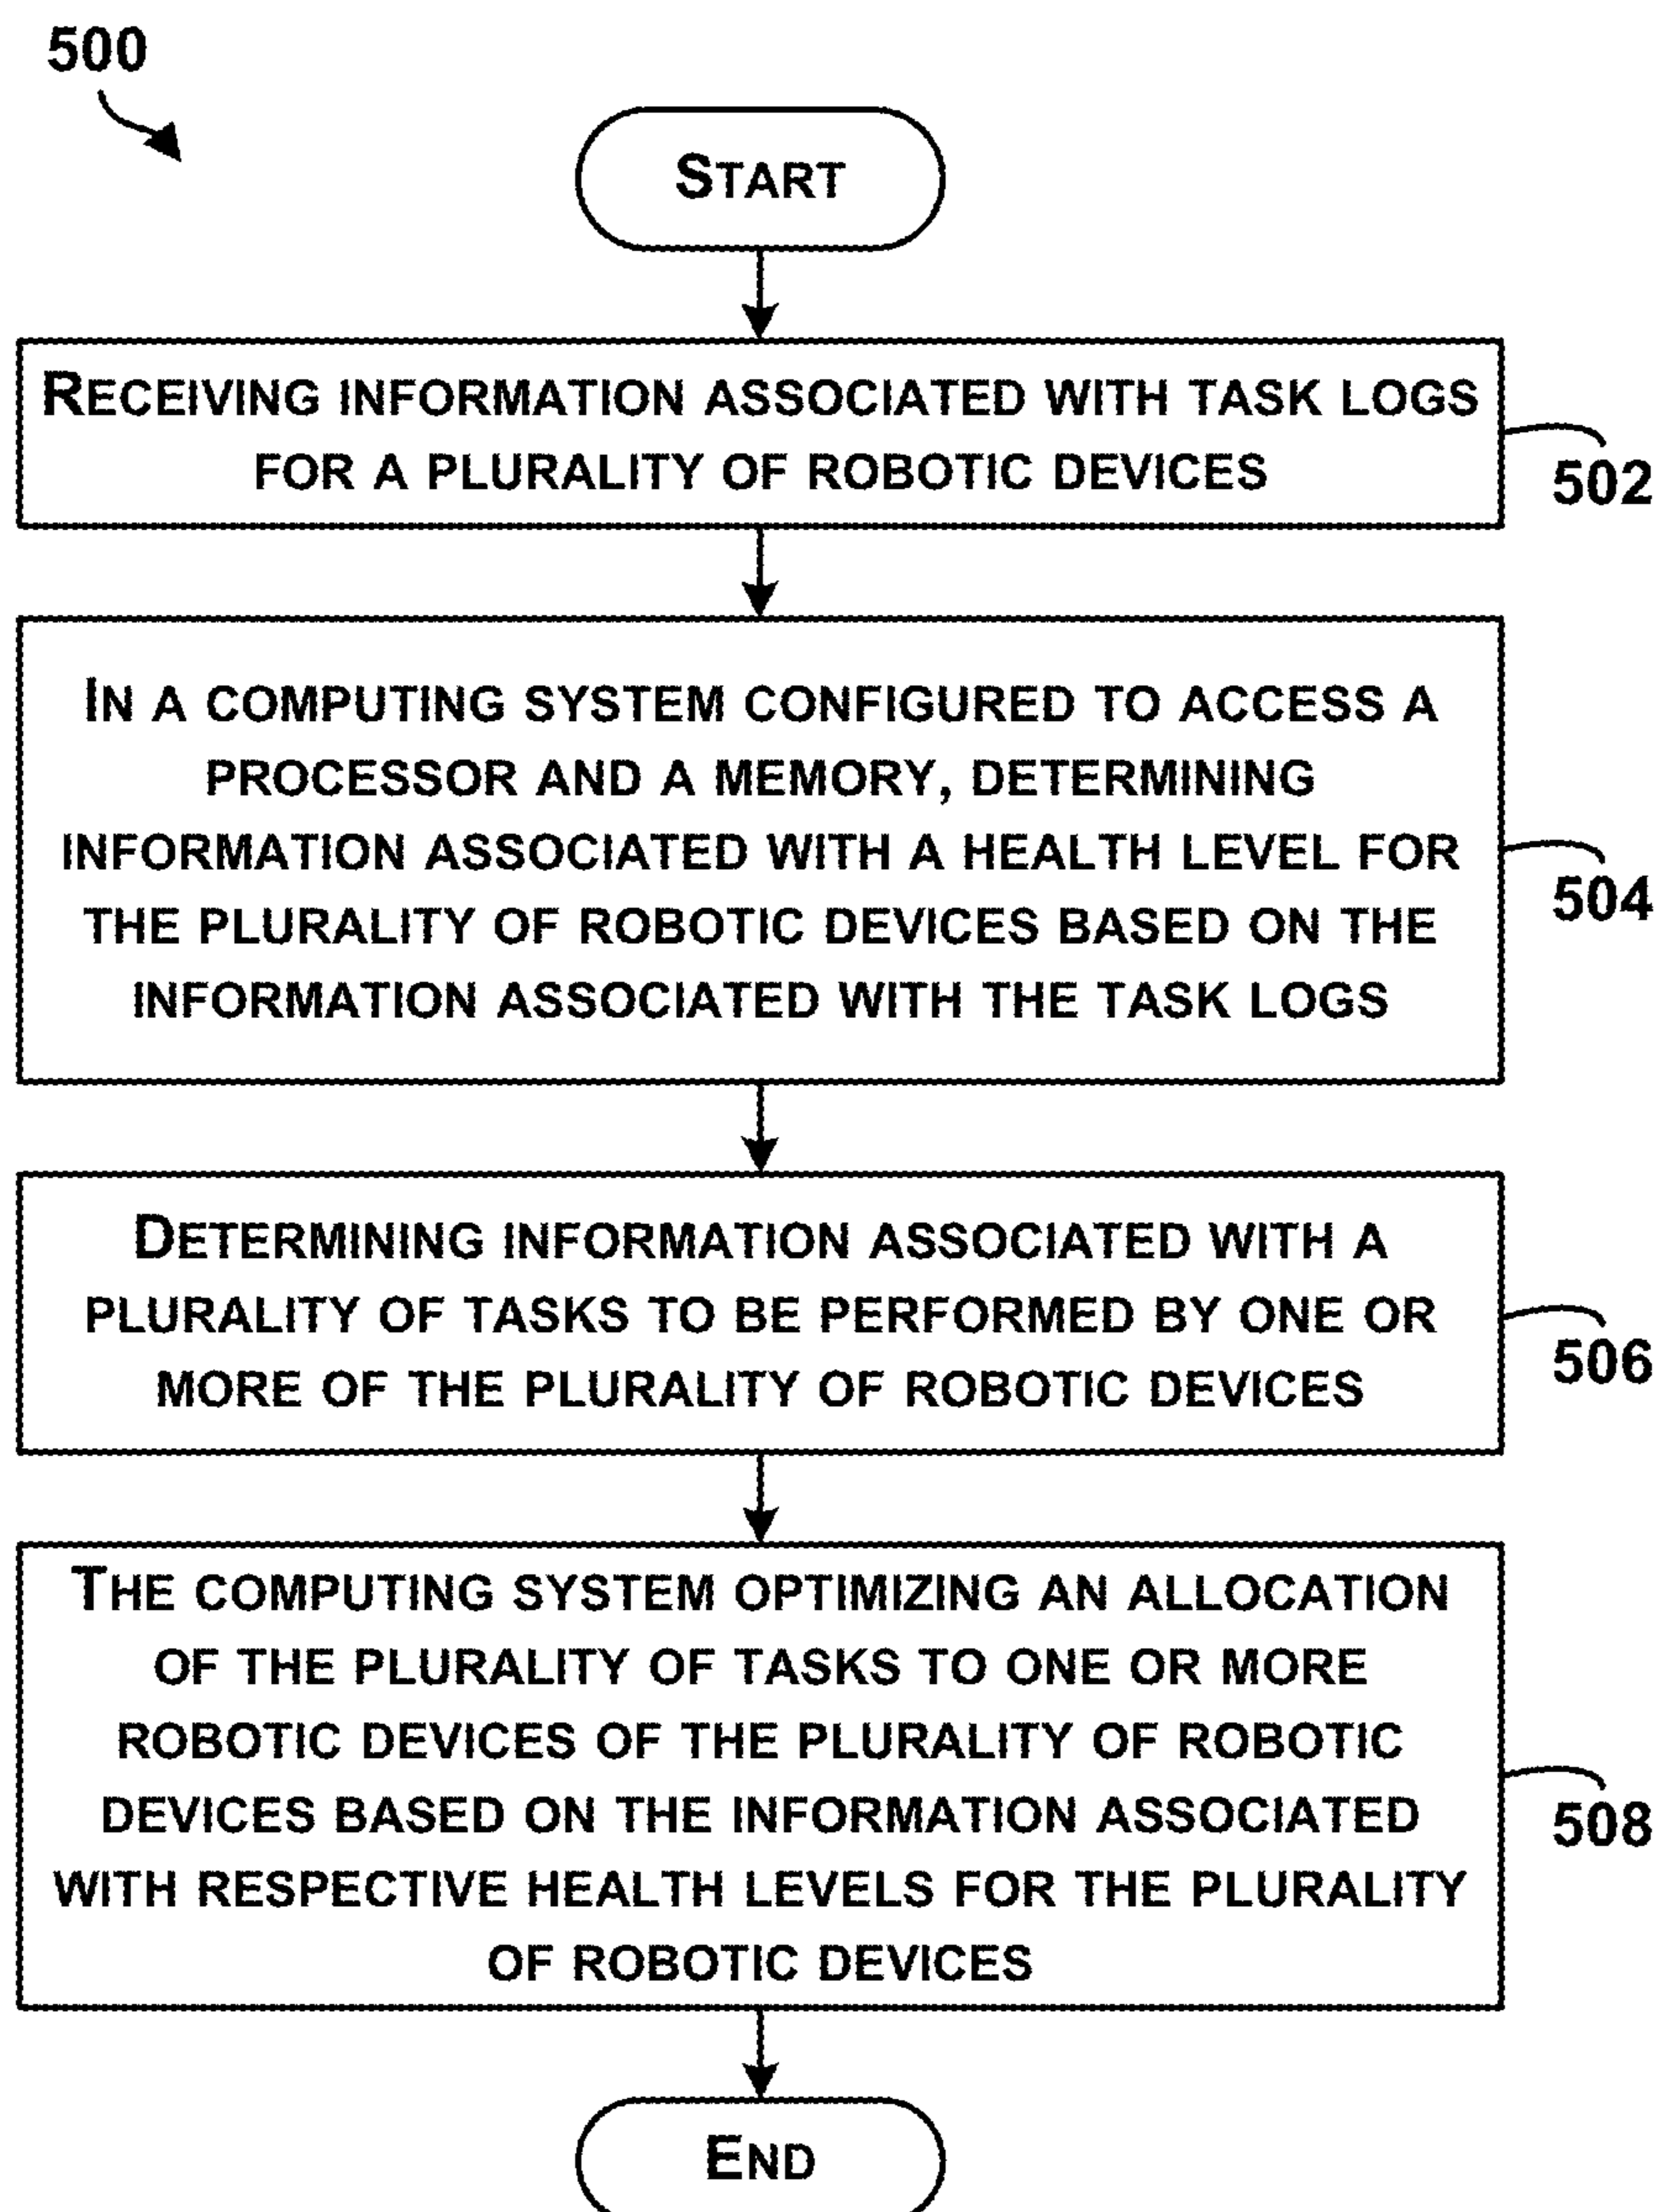 500
START
RECEIVING INFORMATION ASSOCIATED WITH TASK LOGS
FOR A PLURALITY OF ROBOTIC DEVICES
502
IN A COMPUTING SYSTEM CONFIGURED TO ACCESS A
PROCESSOR AND A MEMORY, DETERMINING
INFORMATION ASSOCIATED WITH A HEALTH LEVEL FOR
THE PLURALITY OF ROBOTIC DEVICES BASED ON THE
INFORMATION ASSOCIATED WITH THE TASK LOGS
504
DETERMINING INFORMATION ASSOCIATED WITH A
PLURALITY OF TASKS TO BE PERFORMED BY ONE OR
MORE OF THE PLURALITY OF ROBOTIC DEVICES
506
THE COMPUTING SYSTEM OPTIMIZING AN ALLOCATION
OF THE PLURALITY OF TASKS TO ONE OR MORE
ROBOTIC DEVICES OF THE PLURALITY OF ROBOTIC
DEVICES BASED ON THE INFORMATION ASSOCIATED
WITH RESPECTIVE HEALTH LEVELS FOR THE PLURALITY
OF ROBOTIC DEVICES
508
END